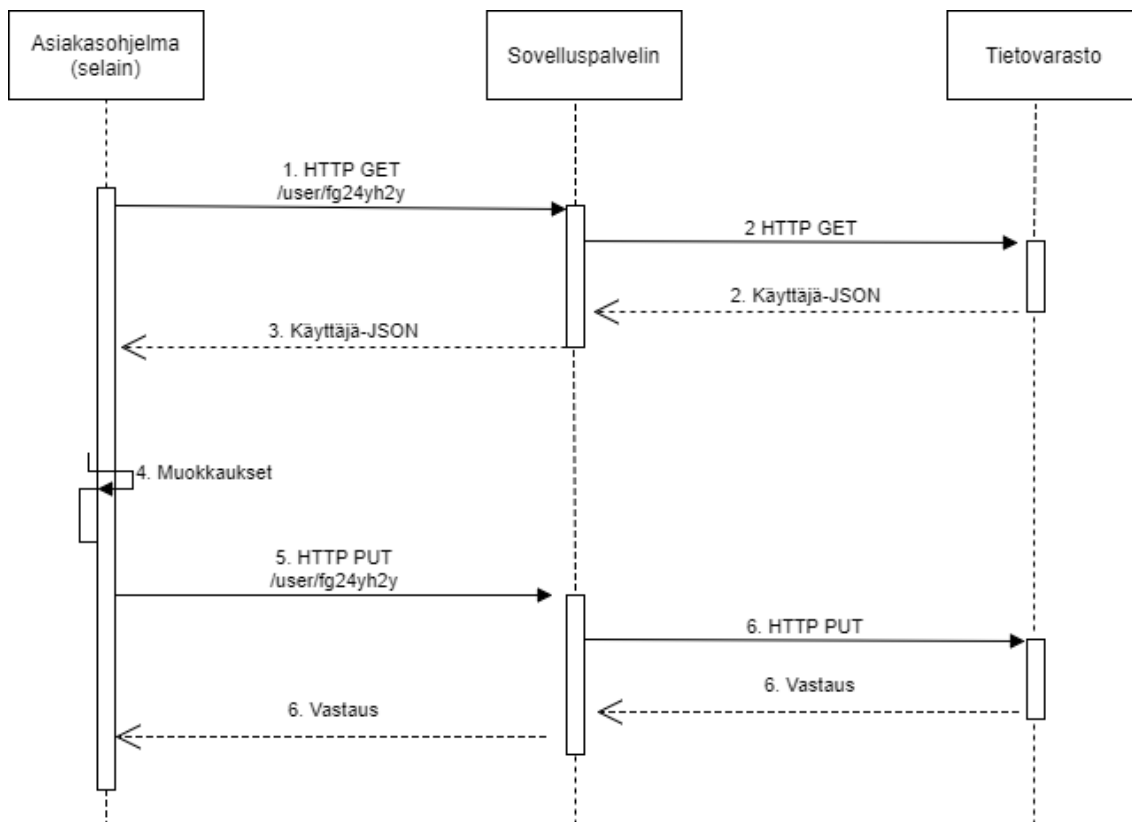 Asiakasohjelma
(selain)
Sovelluspalvelin
Tietovarasto
1. HTTP GET
/user/fg24yh2y
2 HTTP GET
2. Käyttäjä-JSON
3. Käyttäjä-JSON
4. Muokkaukset
5. HTTP PUT
/user/fg24yh2y
6. HTTP PUT
6. Vastaus
6. Vastaus